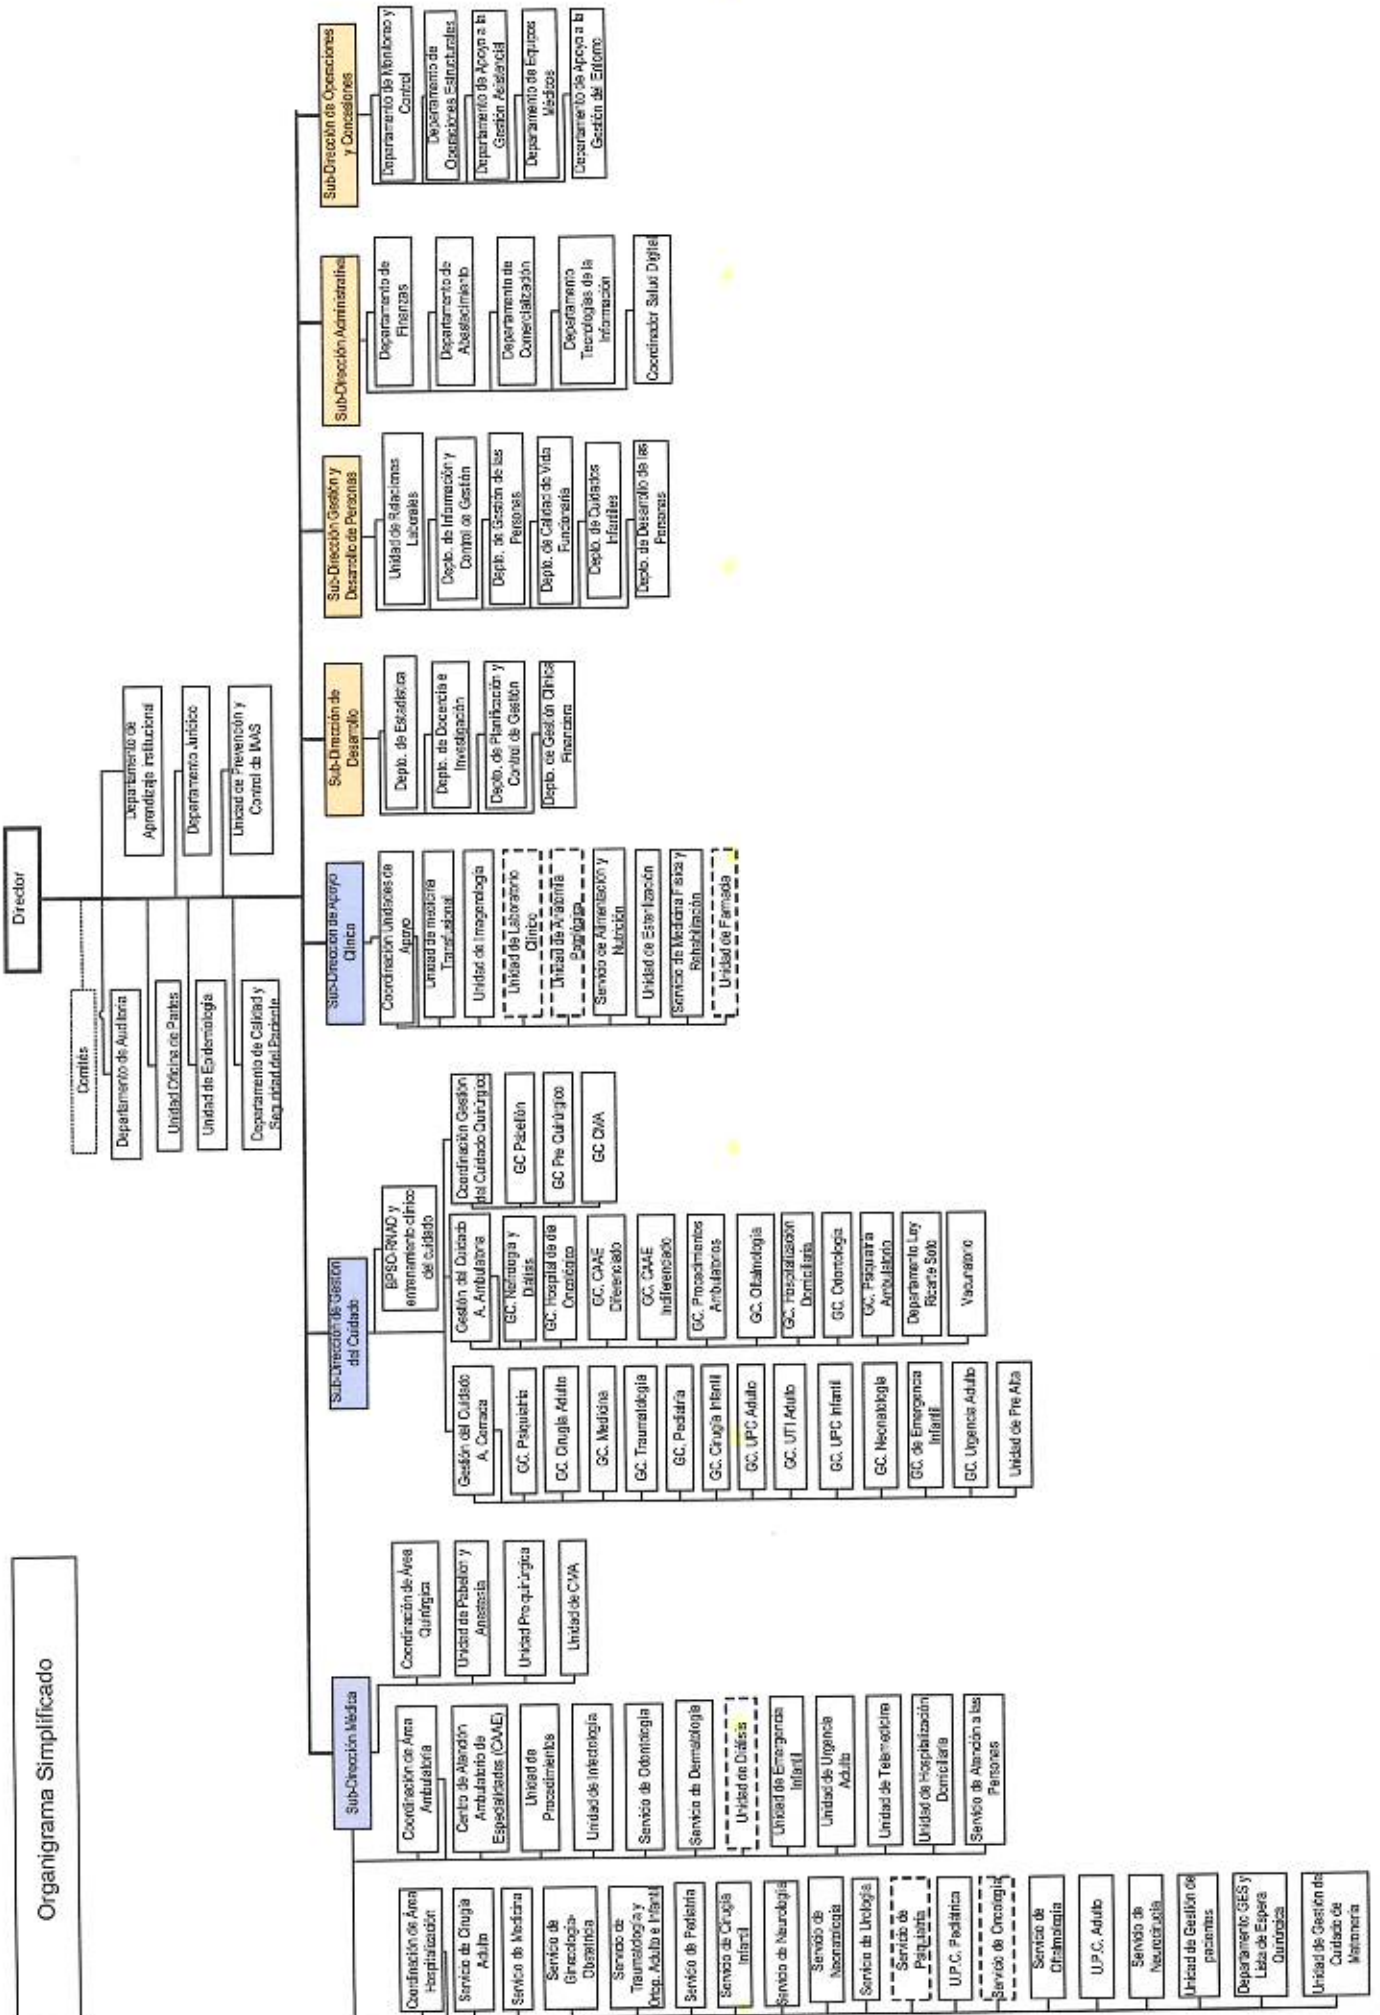 Organigrama Simplificado
Director
Comités
Departamento de Auditoria
Unidad Oficina de Partes
Unidad de Epidemiología
Departamento de Calidad y
Seguridad del Paciente
Departamento de
Aprendizaje institucional
Departamento Jurídico
Unidad de Prevención y
Control de IAAS
Sub-Dirección Médica
Coordinación de Área
Hospitalización
Servicio de Cirugía
Adulto
Servicio de Medicina
Servicio de
Ginecología-
Obstetricia
Servicio de
Traumatología y
Ortop. Adulto e Infantil
Servicio de Pediatría
Servicio de Cirugía
Infantil
Servicio de Neurología
Servicio de
Neonatología
Servicio de Urología
Servicio de
Psiquiatría
U.P.C. Pediátrica
Servicio de Oncología
Servicio de
Oftalmología
U.P.C. Adulto
Servicio de
Neurocirugía
Unidad de Gestión de
pacientes
Departamento GES y
Lista de Espera
Quirúrgica
Unidad de Gestión de
Cuidado de
Matronería
Coordinación de Área
Ambulatoria
Centro de Atención
Ambulatorio de
Especialidades (CAAE)
Unidad de
Procedimientos
Unidad de Infectología
Servicio de Odontología
Servicio de Dermatología
Unidad de Diálisis
Unidad de Emergencia
Infantil
Unidad de Urgencia
Adulto
Unidad de Telemedicina
Unidad de Hospitalización
Domiciliaria
Servicio de Atención a las
Personas
Coordinación de Área
Quirúrgica
Unidad de Pabellón y
Anestesia
Unidad Pre quirúrgica
Unidad de CMA
Sub-Dirección de Gestión
del Cuidado
BPSO-RNAO y
entrenamiento clínico
del cuidado
Gestión del Cuidado
A. Cerrada
GC. Psiquiatría
GC. Cirugía Adulto
GC. Medicina
GC. Traumatología
GC. Pediatría
GC. Cirugía Infantil
GC. UPC Adulto
GC. UTI Adulto
GC. UPC Infantil
GC. Neonatología
GC. de Emergencia
Infantil
GC. Urgencia Adulto
Unidad de Pre Alta
Gestión del Cuidado
A. Ambulatoria
GC. Nefrología y
Diálisis
GC. Hospital de día
Oncológico
GC. CAAE
Diferenciado
GC. CAAE
Indiferenciado
GC. Procedimientos
Ambulatorios
GC. Oftalmología
GC. Hospitalización
Domiciliaria
GC. Odontología
GC. Psiquiatría
Ambulatorio
Departamento Ley
Ricarte Soto
Vacunatorio
Coordinación Gestión
del Cuidado Quirúrgico
GC Pabellón
GC Pre Quirúrgico
GC CMA
Sub-Dirección de Apoyo
Clínico
Coordinación Unidades de
Apoyo
Unidad de medicina
Transfusional
Unidad de Imagenología
Unidad de Laboratorio
Clínico
Unidad de Anatomía
Patológica
Servicio de Alimentación y
Nutrición
Unidad de Esterilización
Servicio de Medicina Física y
Rehabilitación
Unidad de Farmacia
Sub-Dirección de
Desarrollo
Depto. de Estadística
Depto. de Docencia e
Investigación
Depto. de Planificación y
Control de Gestión
Depto. de Gestión Clínica
Financiera
Sub-Dirección Gestión y
Desarrollo de Personas
Unidad de Relaciones
Laborales
Depto. de Información y
Control de Gestión
Depto. de Gestión de las
Personas
Depto. de Calidad de Vida
Funcionaria
Depto. de Cuidados
Infantiles
Depto. de Desarrollo de las
Personas
Sub-Dirección Administrativa
Departamento de
Finanzas
Departamento de
Abastecimiento
Departamento de
Comercialización
Departamento
Tecnologías de la
Información
Coordinador Salud Digital
Sub-Dirección de Operaciones
y Concesiones
Departamento de Monitoreo y
Control
Departamento de
Operaciones Estructurales
Departamento de Apoyo a la
Gestión Asistencial
Departamento de Equipos
Médicos
Departamento de Apoyo a la
Gestión del Entorno